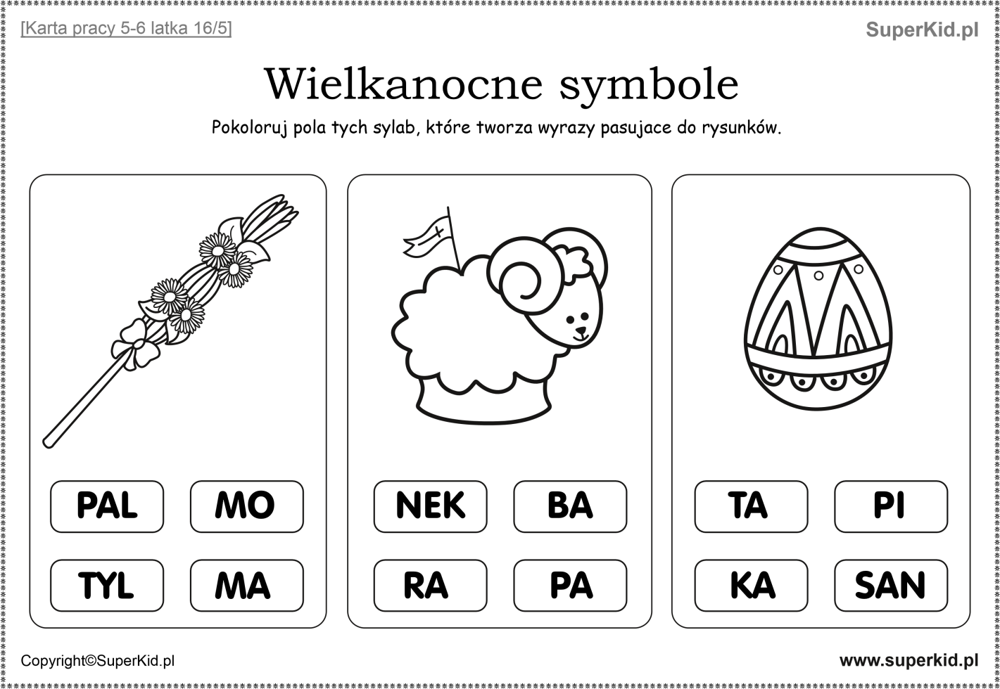 [Karta pracy 5-6 latka 16/5]
SuperKid.pl
Wielkanocne symbole
Pokoloruj pola tych sylab, które tworza wyrazy pasujace do rysunków.
PAL MO
TYL MA
NEK BA
RA PA
TA PI
KA SAN
Copyright©SuperKid.pl
www.superkid.pl